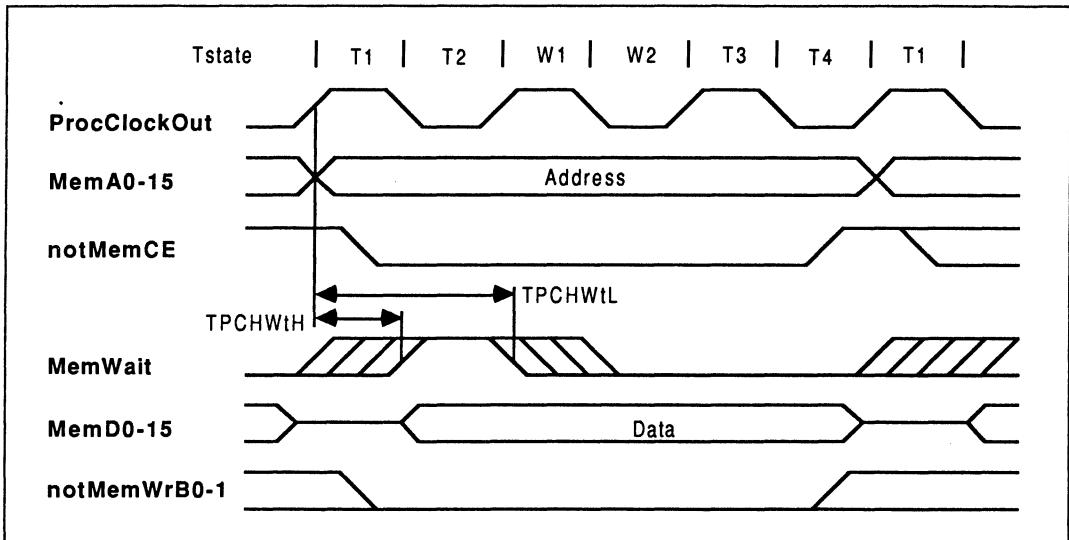 Tstate | T1 | T2 | W1 | W2 | T3 | T4 | T1 |
ProcClockOut
MemA0-15 Address
notMemCE
TPCHWtL
TPCHWtH
MemWait
MemD0-15 Data
notMemWrB0-1